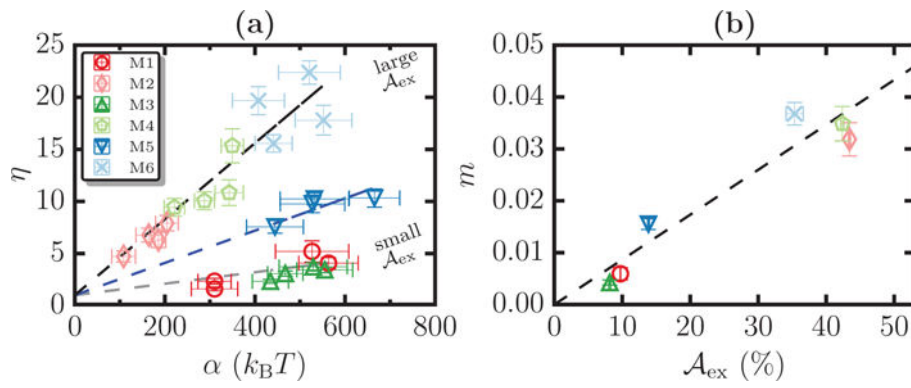 (a)
25
20
15
10
5
0
η
M1
M2
M3
M4
M5
M6
large
𝒜ex
small
𝒜ex
0 200 400 600 800
α (kBT)
(b)
0.05
0.04
0.03
0.02
0.01
0.00
m
0 10 20 30 40 50
𝒜ex (%)